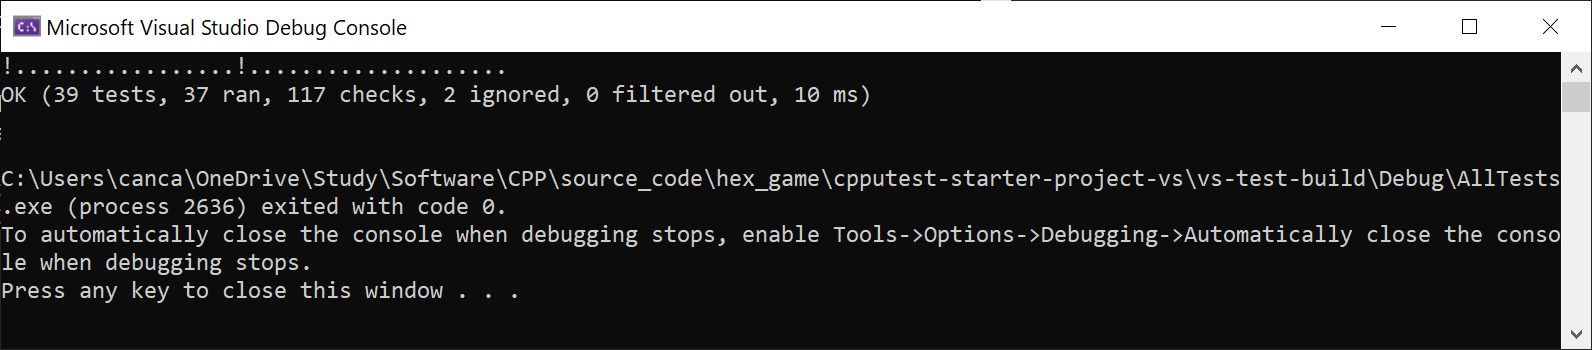 C:\ Microsoft Visual Studio Debug Console
!.................!....................
OK (39 tests, 37 ran, 117 checks, 2 ignored, 0 filtered out, 10 ms)
C:\Users\canca\OneDrive\Study\Software\CPP\source_code\hex_game\cpputest-starter-project-vs\vs-test-build\Debug\AllTests
.exe (process 2636) exited with code 0.
To automatically close the console when debugging stops, enable Tools->Options->Debugging->Automatically close the conso
le when debugging stops.
Press any key to close this window . . .